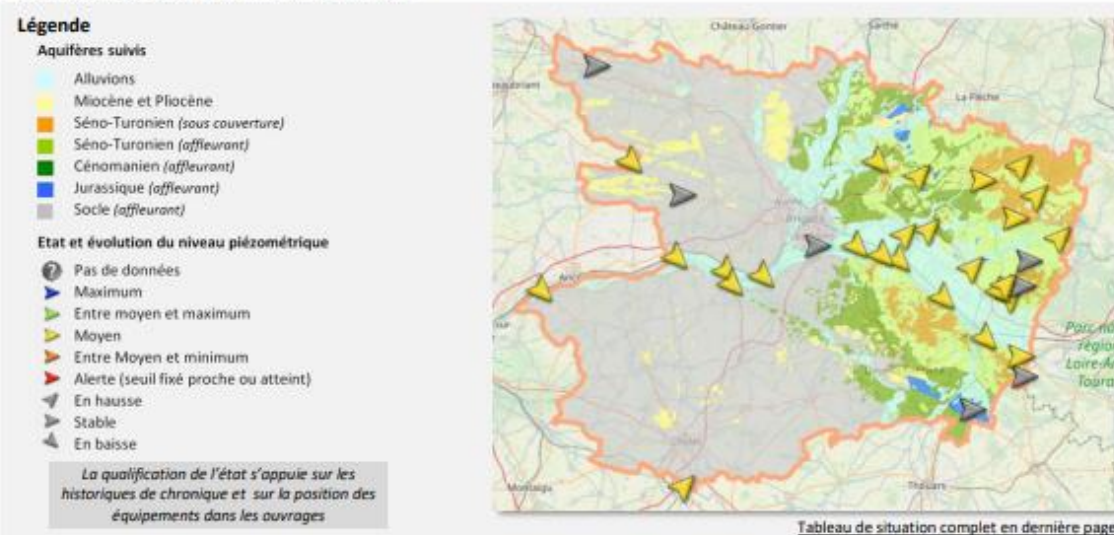 Légende
Aquifères suivis
Alluvions
Miocène et Pliocène
Séno-Turonien (sous couverture)
Séno-Turonien (affleurant)
Cénomanien (affleurant)
Jurassique (affleurant)
Socle (affleurant)
Etat et évolution du niveau piézométrique
Pas de données
Maximum
Entre moyen et maximum
Moyen
Entre Moyen et minimum
Alerte (seuil fixé proche ou atteint)
En hausse
Stable
En baisse
La qualification de l'état s'appuie sur les
historiques de chronique et sur la position des
équipements dans les ouvrages
Château-Gontier
Sarthe
La Flèche
Angers
Cholet
Montaigu
Thouars
Tableau de situation complet en dernière page